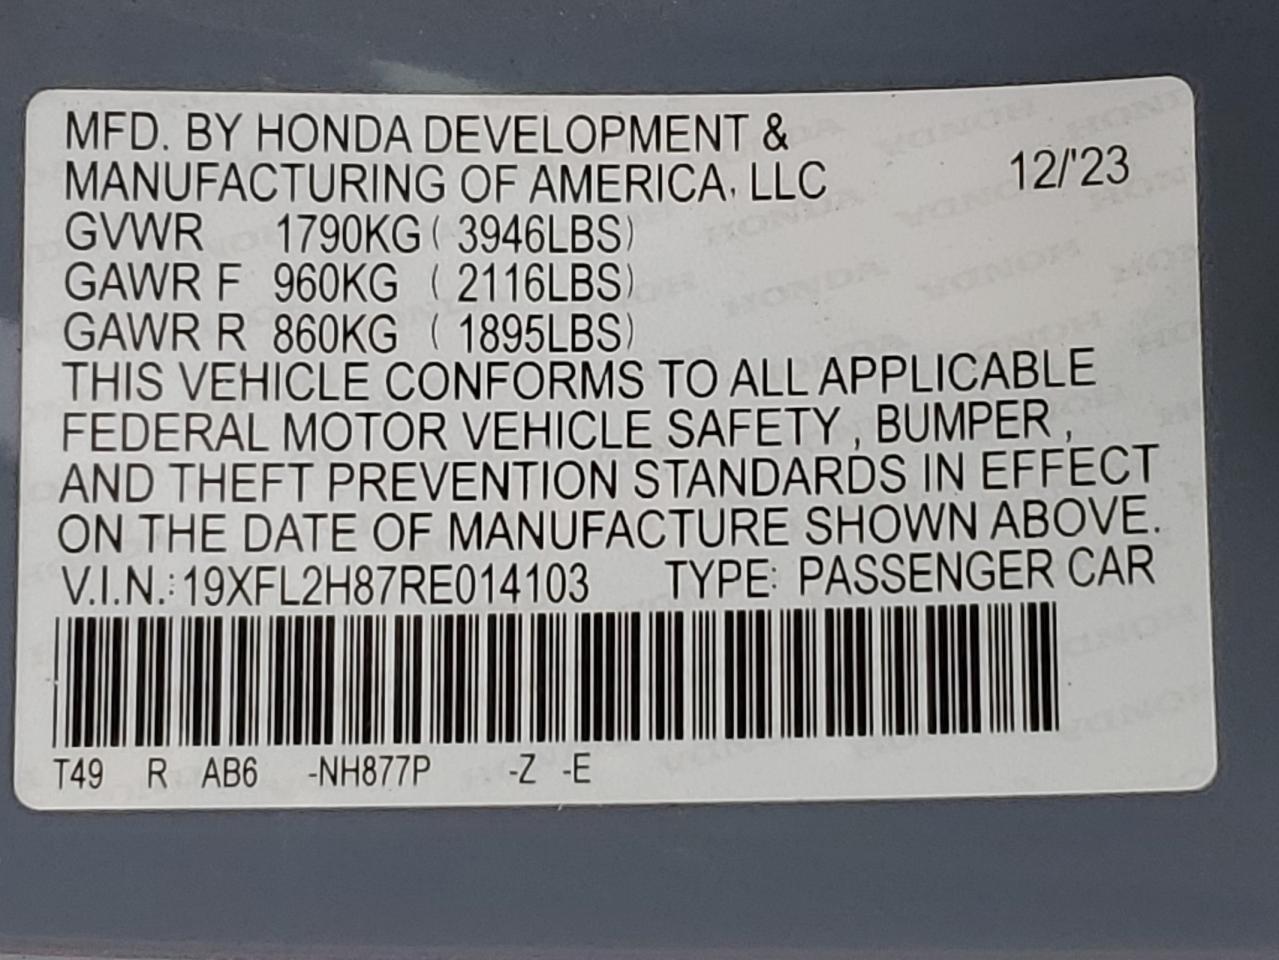 MFD. BY HONDA DEVELOPMENT &
MANUFACTURING OF AMERICA, LLC 12/'23
GVWR 1790KG ( 3946LBS)
GAWR F 960KG ( 2116LBS)
GAWR R 860KG ( 1895LBS)
THIS VEHICLE CONFORMS TO ALL APPLICABLE
FEDERAL MOTOR VEHICLE SAFETY , BUMPER ,
AND THEFT PREVENTION STANDARDS IN EFFECT
ON THE DATE OF MANUFACTURE SHOWN ABOVE.
V.I.N.: 19XFL2H87RE014103 TYPE: PASSENGER CAR
T49 R AB6 -NH877P -Z -E